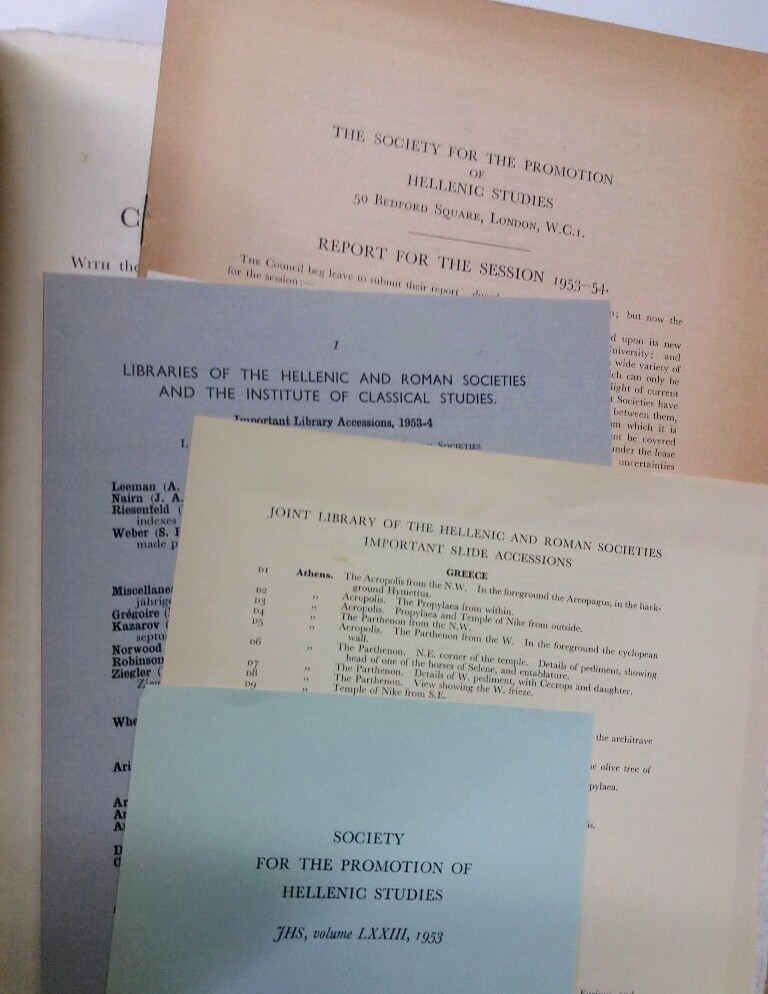 THE SOCIETY FOR THE PROMOTION
OF
HELLENIC STUDIES
50 BEDFORD SQUARE, LONDON, W.C.1.
REPORT FOR THE SESSION 1953–54.
THE Council beg leave to submit their report
for the session:—
but now the
upon its new
University; and
wide variety of
can only be
light of current
Societies have
between them,
which it is
be covered
under the lease
uncertainties
C
WITH the
1
LIBRARIES OF THE HELLENIC AND ROMAN SOCIETIES
AND THE INSTITUTE OF CLASSICAL STUDIES.
Important Library Accessions, 1953-4
I.
SOCIETIES
Leeman (A.
Nairn (J. A.
Riesenfeld (
indexes
Weber (S.
made p
Miscellane
jährig
Grégoire (
Kazarov (
septu
Norwood
Robinson
Ziegler (
Whe
Ari
Ar
D
C
JOINT LIBRARY OF THE HELLENIC AND ROMAN SOCIETIES
IMPORTANT SLIDE ACCESSIONS
GREECE
D1 Athens. The Acropolis from the N.W. In the foreground the Areopagus, in the back-
ground Hymettus.
D2 ,, Acropolis. The Propylaea from within.
D3 ,, Acropolis. Propylaea and Temple of Nike from outside.
D4 ,, The Parthenon from the N.W.
D5 ,, Acropolis. The Parthenon from the W. In the foreground the cyclopean
wall.
D6 ,, The Parthenon. N.E. corner of the temple. Details of pediment, showing
head of one of the horses of Selene, and entablature.
D7 ,, The Parthenon. Details of W. pediment, with Cecrops and daughter.
D8 ,, The Parthenon. View showing the W. frieze.
D9 ,, Temple of Nike from S.E.
the architrave
olive tree of
SOCIETY
FOR THE PROMOTION OF
HELLENIC STUDIES
JHS, volume LXXIII, 1953